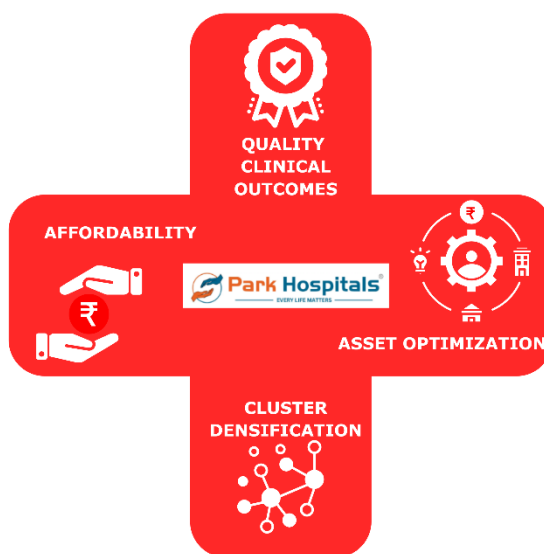 QUALITY
CLINICAL
OUTCOMES
AFFORDABILITY
₹
₹
Park Hospitals®
EVERY LIFE MATTERS
ASSET OPTIMIZATION
CLUSTER
DENSIFICATION